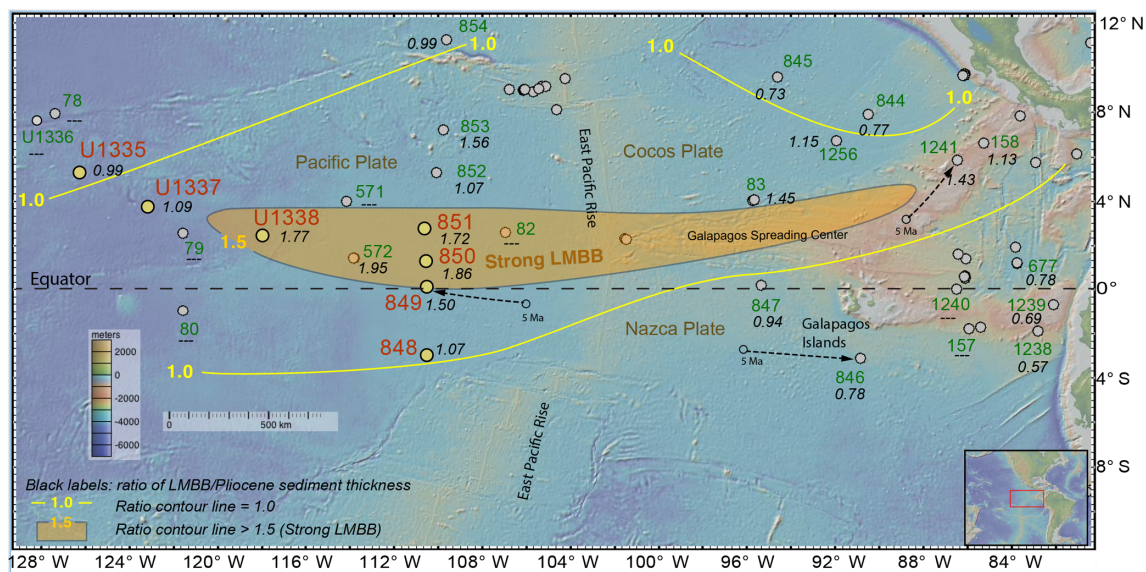 854
0.99
1.0
1.0
12° N
845
0.73
844
0.77
1.0
78
---
U1336
---
8° N
853
1.56
1.15
1256
1241
1.43
158
1.13
U1335
0.99
Pacific Plate
East Pacific Rise
Cocos Plate
852
1.07
1.0
U1337
1.09
571
---
83
1.45
4° N
U1338
1.77
851
1.72
82
---
5 Ma
Galapagos Spreading Center
1.5
79
---
572
1.95
850
1.86
Strong LMBB
677
0.78
Equator
0°
849
1.50
5 Ma
847
0.94
1240
---
1239
0.69
80
---
Nazca Plate
Galapagos
Islands
157
---
1238
0.57
848
1.07
5 Ma
846
0.78
1.0
4° S
meters
2000
0
-2000
-4000
-6000
0
500 km
East Pacific Rise
8° S
Black labels: ratio of LMBB/Pliocene sediment thickness
1.0
Ratio contour line = 1.0
1.5
Ratio contour line > 1.5 (Strong LMBB)
128° W
124° W
120° W
116° W
112° W
108° W
104° W
100° W
96° W
92° W
88° W
84° W